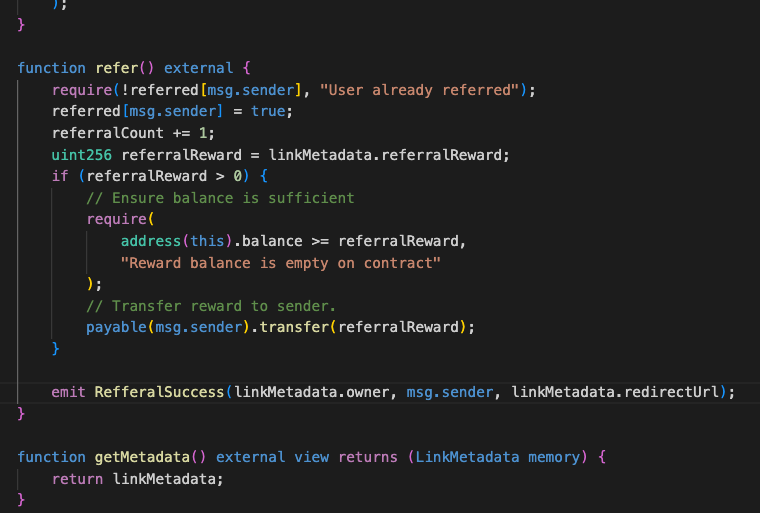 );
}
function refer() external {
require(!referred[msg.sender], "User already referred");
referred[msg.sender] = true;
referralCount += 1;
uint256 referralReward = linkMetadata.referralReward;
if (referralReward > 0) {
// Ensure balance is sufficient
require(
address(this).balance >= referralReward,
"Reward balance is empty on contract"
);
// Transfer reward to sender.
payable(msg.sender).transfer(referralReward);
}
emit RefferalSuccess(linkMetadata.owner, msg.sender, linkMetadata.redirectUrl);
}
function getMetadata() external view returns (LinkMetadata memory) {
return linkMetadata;
}